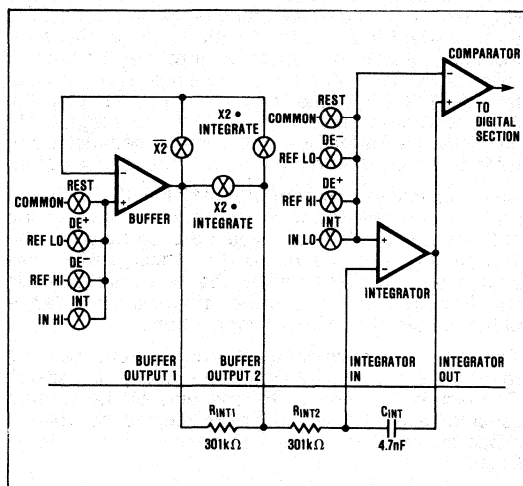 COMPARATOR
TO
DIGITAL
SECTION
X2 •
INTEGRATE
REST
COMMON
DE⁻
REF LO
DE⁺
REF HI
INT
IN LO
INTEGRATOR
X2
X2 •
INTEGRATE
BUFFER
REST
COMMON
DE⁺
REF LO
DE⁻
REF HI
INT
IN HI
BUFFER
OUTPUT 1
BUFFER
OUTPUT 2
INTEGRATOR
IN
INTEGRATOR
OUT
RINT1
301kΩ
RINT2
301kΩ
CINT
4.7nF